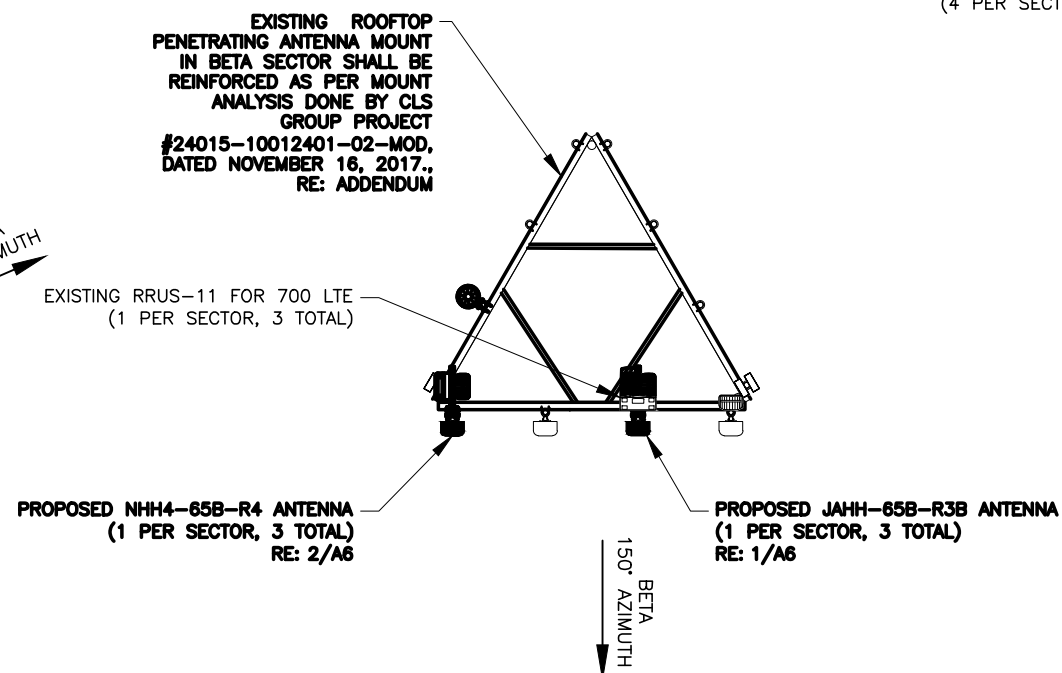 (4 PER SECT
EXISTING ROOFTOP
PENETRATING ANTENNA MOUNT
IN BETA SECTOR SHALL BE
REINFORCED AS PER MOUNT
ANALYSIS DONE BY CLS
GROUP PROJECT
#24015-10012401-02-MOD,
DATED NOVEMBER 16, 2017.,
RE: ADDENDUM
MUTH
EXISTING RRUS-11 FOR 700 LTE
(1 PER SECTOR, 3 TOTAL)
PROPOSED NHH4-65B-R4 ANTENNA
(1 PER SECTOR, 3 TOTAL)
RE: 2/A6
PROPOSED JAHH-65B-R3B ANTENNA
(1 PER SECTOR, 3 TOTAL)
RE: 1/A6
BETA
150° AZIMUTH